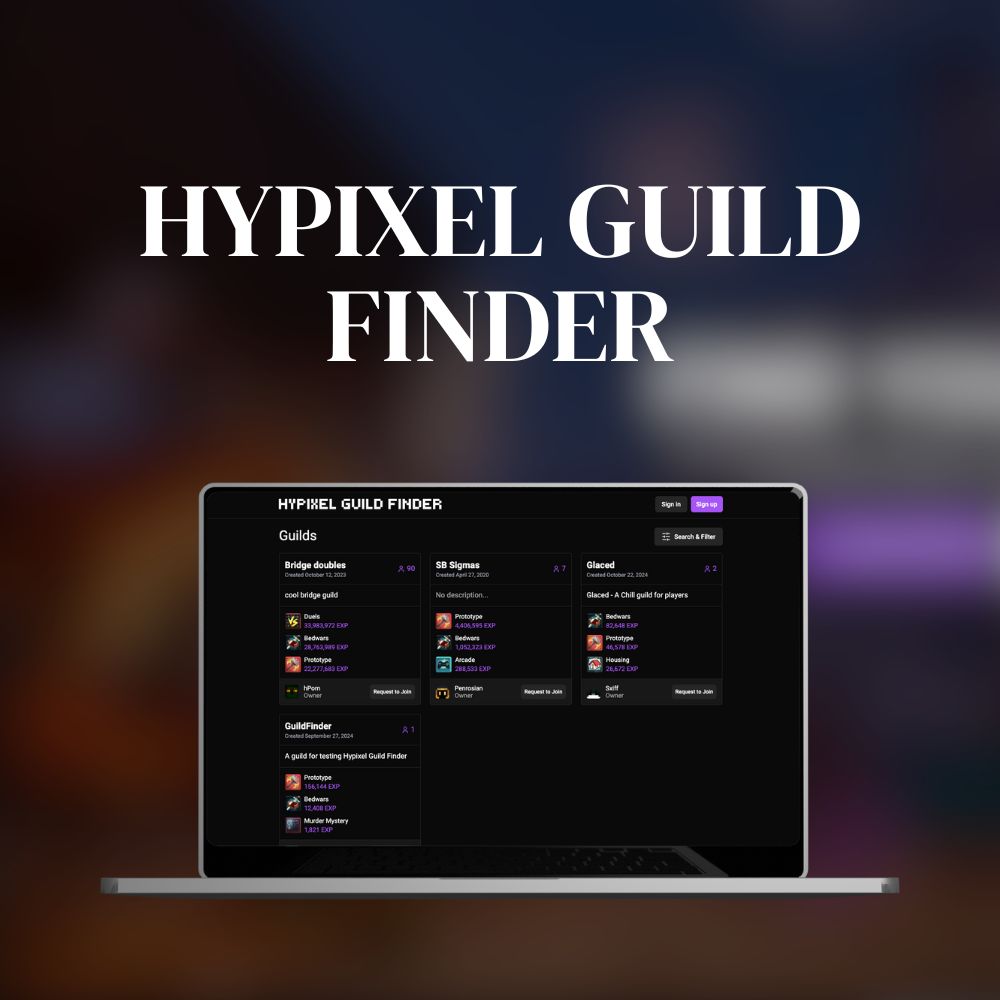 HYPIXEL GUILD
FINDER
HYPIXEL GUILD FINDER
Sign in
Sign up
Guilds
Search & Filter
Bridge doubles
90
Created October 12, 2023
cool bridge guild
Duels
33,983,972 EXP
Bedwars
28,763,989 EXP
Prototype
22,277,683 EXP
hPom
Owner
Request to Join
SB Sigmas
7
Created April 27, 2020
No description...
Prototype
4,406,595 EXP
Bedwars
1,052,323 EXP
Arcade
288,533 EXP
Penrosian
Owner
Request to Join
Glaced
2
Created October 22, 2024
Glaced - A Chill guild for players
Bedwars
82,648 EXP
Prototype
46,578 EXP
Housing
26,672 EXP
Sxiff
Owner
Request to Join
GuildFinder
1
Created September 27, 2024
A guild for testing Hypixel Guild Finder
Prototype
156,144 EXP
Bedwars
12,408 EXP
Murder Mystery
1,821 EXP